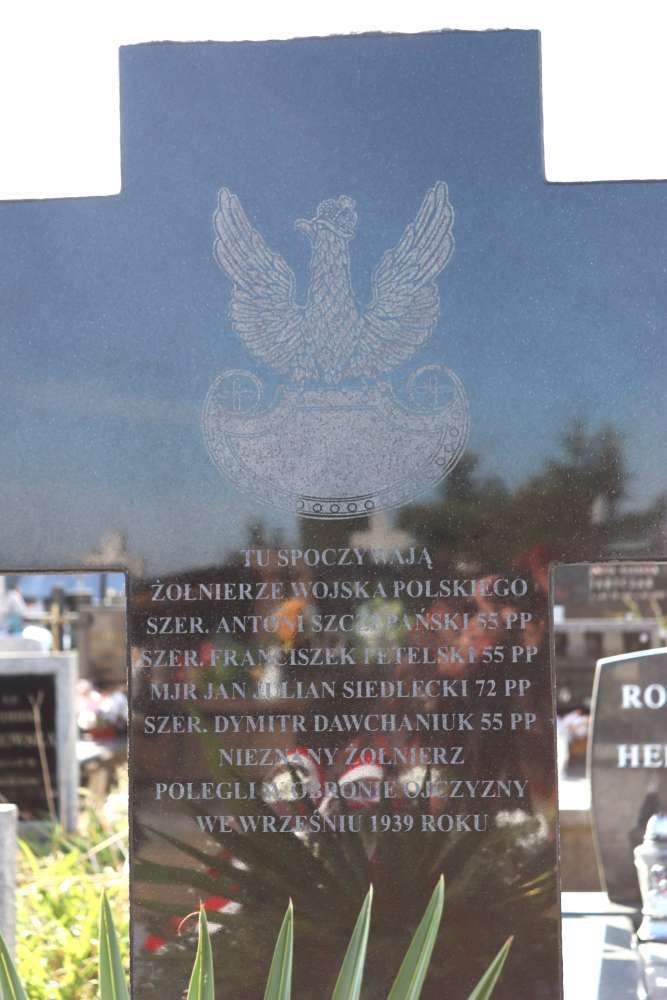 TU SPOCZYWAJĄ
ŻOŁNIERZE WOJSKA POLSKIEGO
SZER. ANTONI SZCZEPAŃSKI 55 PP
SZER. FRANCISZEK PETELSKI 55 PP
MJR JAN JULIAN SIEDLECKI 72 PP
SZER. DYMITR DAWCHANIUK 55 PP
NIEZNANY ŻOŁNIERZ
POLEGLI W OBRONIE OJCZYZNY
WE WRZEŚNIU 1939 ROKU